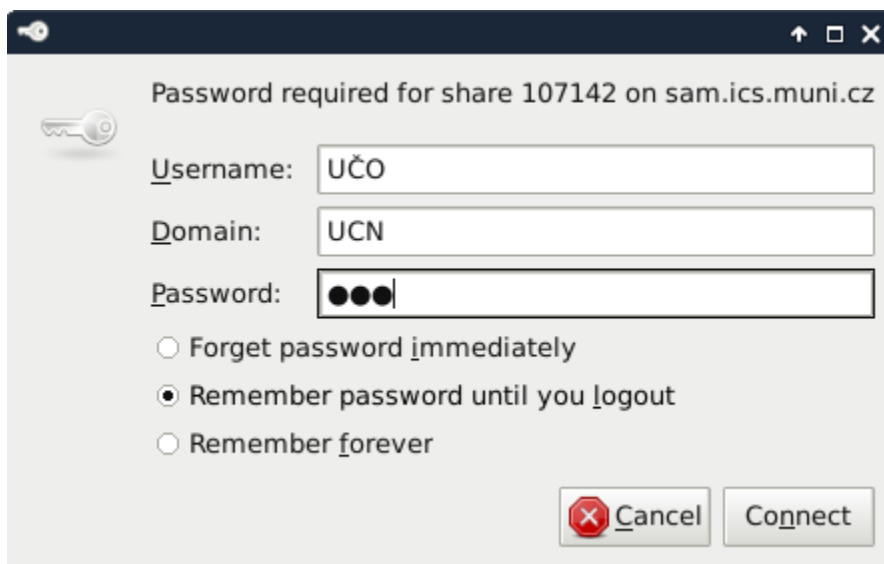 Password required for share 107142 on sam.ics.muni.cz
Username: UČO
Domain: UCN
Password: ●●●
Forget password immediately
Remember password until you logout
Remember forever
Cancel Connect